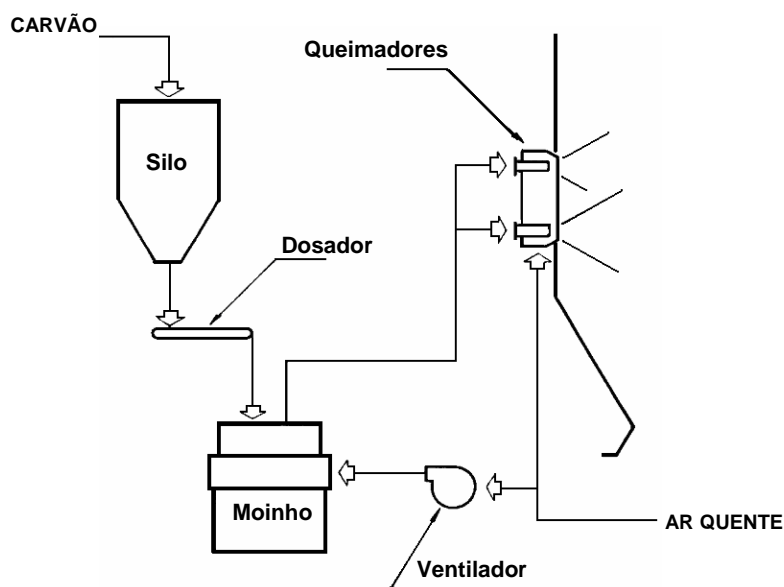 CARVÃO
Queimadores
Silo
Dosador
Moinho
AR QUENTE
Ventilador